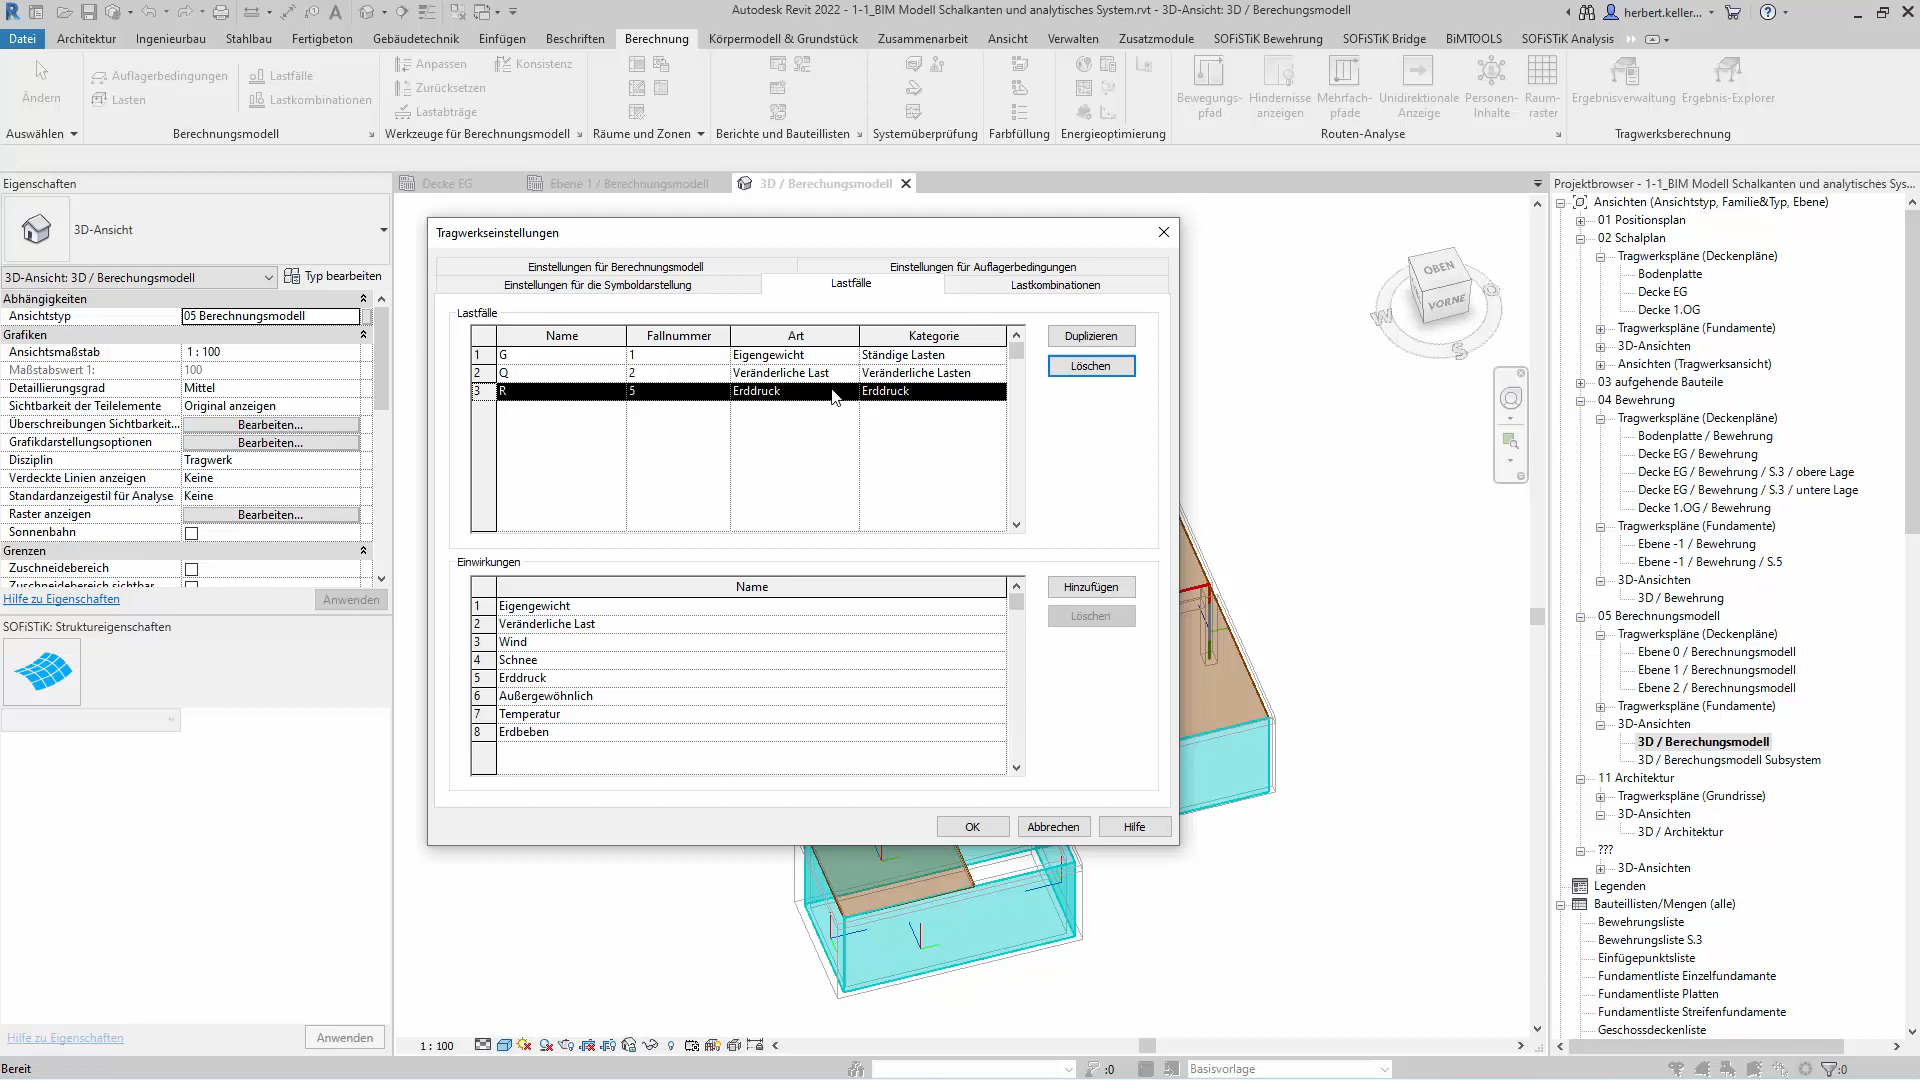 Autodesk Revit 2022 - 1-1_BIM Modell Schalkanten und analytisches System.rvt - 3D-Ansicht: 3D / Berechungsmodell
herbert.keller...
Datei Architektur Ingenieurbau Stahlbau Fertigbeton Gebäudetechnik Einfügen Beschriften Berechnung Körpermodell & Grundstück Zusammenarbeit Ansicht Verwalten Zusatzmodule SOFiSTiK Bewehrung SOFiSTiK Bridge BiMTOOLS SOFiSTiK Analysis
Ändern
Auswählen
Auflagerbedingungen
Lasten
Lastfälle
Lastkombinationen
Berechnungsmodell
Anpassen
Zurücksetzen
Lastabträge
Konsistenz
Werkzeuge für Berechnungsmodell
Räume und Zonen
Berichte und Bauteillisten
Systemüberprüfung
Farbfüllung
Energieoptimierung
Bewegungs-
pfad
Hindernisse
anzeigen
Mehrfach-
pfade
Unidirektionale
Anzeige
Personen-
Inhalte
Raum-
raster
Routen-Analyse
Ergebnisverwaltung
Ergebnis-Explorer
Tragwerksberechnung
Eigenschaften
3D-Ansicht
3D-Ansicht: 3D / Berechungsmodell
Typ bearbeiten
Abhängigkeiten
Ansichtstyp 05 Berechnungsmodell
Grafiken
Ansichtsmaßstab 1 : 100
Maßstabswert 1: 100
Detaillierungsgrad Mittel
Sichtbarkeit der Teilelemente Original anzeigen
Überschreibungen Sichtbarkeit... Bearbeiten...
Grafikdarstellungsoptionen Bearbeiten...
Disziplin Tragwerk
Verdeckte Linien anzeigen Keine
Standardanzeigestil für Analyse Keine
Raster anzeigen Bearbeiten...
Sonnenbahn
Grenzen
Zuschneidebereich
Zuschneidebereich sichtbar
Hilfe zu Eigenschaften
Anwenden
SOFiSTiK: Struktureigenschaften
Hilfe zu Eigenschaften
Anwenden
Bereit
Decke EG
Ebene 1 / Berechnungsmodell
3D / Berechungsmodell
Tragwerkseinstellungen
Einstellungen für Berechnungsmodell
Einstellungen für Auflagerbedingungen
Einstellungen für die Symboldarstellung
Lastfälle
Lastkombinationen
Lastfälle
Name Fallnummer Art Kategorie
1 G 1 Eigengewicht Ständige Lasten
2 Q 2 Veränderliche Last Veränderliche Lasten
3 R 5 Erddruck Erddruck
Duplizieren
Löschen
Einwirkungen
Name
1 Eigengewicht
2 Veränderliche Last
3 Wind
4 Schnee
5 Erddruck
6 Außergewöhnlich
7 Temperatur
8 Erdbeben
Hinzufügen
Löschen
OK
Abbrechen
Hilfe
OBEN
VORNE
W
O
S
1 : 100
:0
Basisvorlage
:0
Projektbrowser - 1-1_BIM Modell Schalkanten und analytisches Sys...
Ansichten (Ansichtstyp, Familie&Typ, Ebene)
01 Positionsplan
02 Schalplan
Tragwerkspläne (Deckenpläne)
Bodenplatte
Decke EG
Decke 1.OG
Tragwerkspläne (Fundamente)
3D-Ansichten
Ansichten (Tragwerksansicht)
03 aufgehende Bauteile
04 Bewehrung
Tragwerkspläne (Deckenpläne)
Bodenplatte / Bewehrung
Decke EG / Bewehrung
Decke EG / Bewehrung / S.3 / obere Lage
Decke EG / Bewehrung / S.3 / untere Lage
Decke 1.OG / Bewehrung
Tragwerkspläne (Fundamente)
Ebene -1 / Bewehrung
Ebene -1 / Bewehrung / S.5
3D-Ansichten
3D / Bewehrung
05 Berechnungsmodell
Tragwerkspläne (Deckenpläne)
Ebene 0 / Berechnungsmodell
Ebene 1 / Berechnungsmodell
Ebene 2 / Berechnungsmodell
Tragwerkspläne (Fundamente)
3D-Ansichten
3D / Berechungsmodell
3D / Berechungsmodell Subsystem
11 Architektur
Tragwerkspläne (Grundrisse)
3D-Ansichten
3D / Architektur
???
3D-Ansichten
Legenden
Bauteillisten/Mengen (alle)
Bewehrungsliste
Bewehrungsliste S.3
Einfügepunktsliste
Fundamentliste Einzelfundamante
Fundamentliste Platten
Fundamentliste Streifenfundamente
Geschossdeckenliste